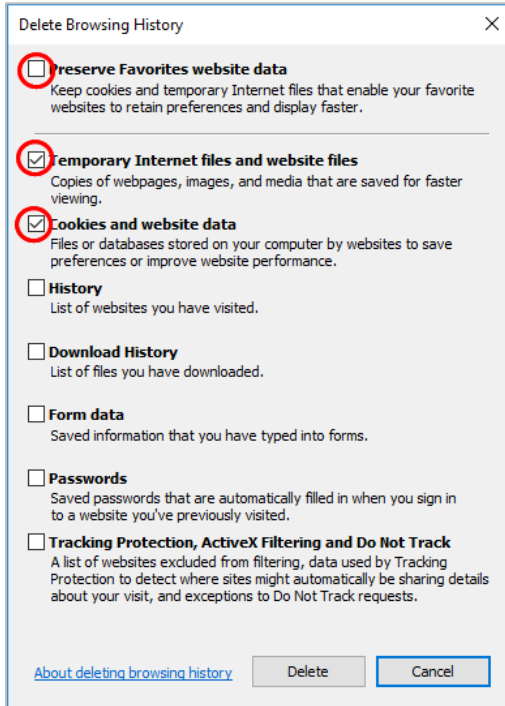 Delete Browsing History
Preserve Favorites website data
Keep cookies and temporary Internet files that enable your favorite
websites to retain preferences and display faster.
Temporary Internet files and website files
Copies of webpages, images, and media that are saved for faster
viewing.
Cookies and website data
Files or databases stored on your computer by websites to save
preferences or improve website performance.
History
List of websites you have visited.
Download History
List of files you have downloaded.
Form data
Saved information that you have typed into forms.
Passwords
Saved passwords that are automatically filled in when you sign in
to a website you've previously visited.
Tracking Protection, ActiveX Filtering and Do Not Track
A list of websites excluded from filtering, data used by Tracking
Protection to detect where sites might automatically be sharing details
about your visit, and exceptions to Do Not Track requests.
About deleting browsing history Delete Cancel